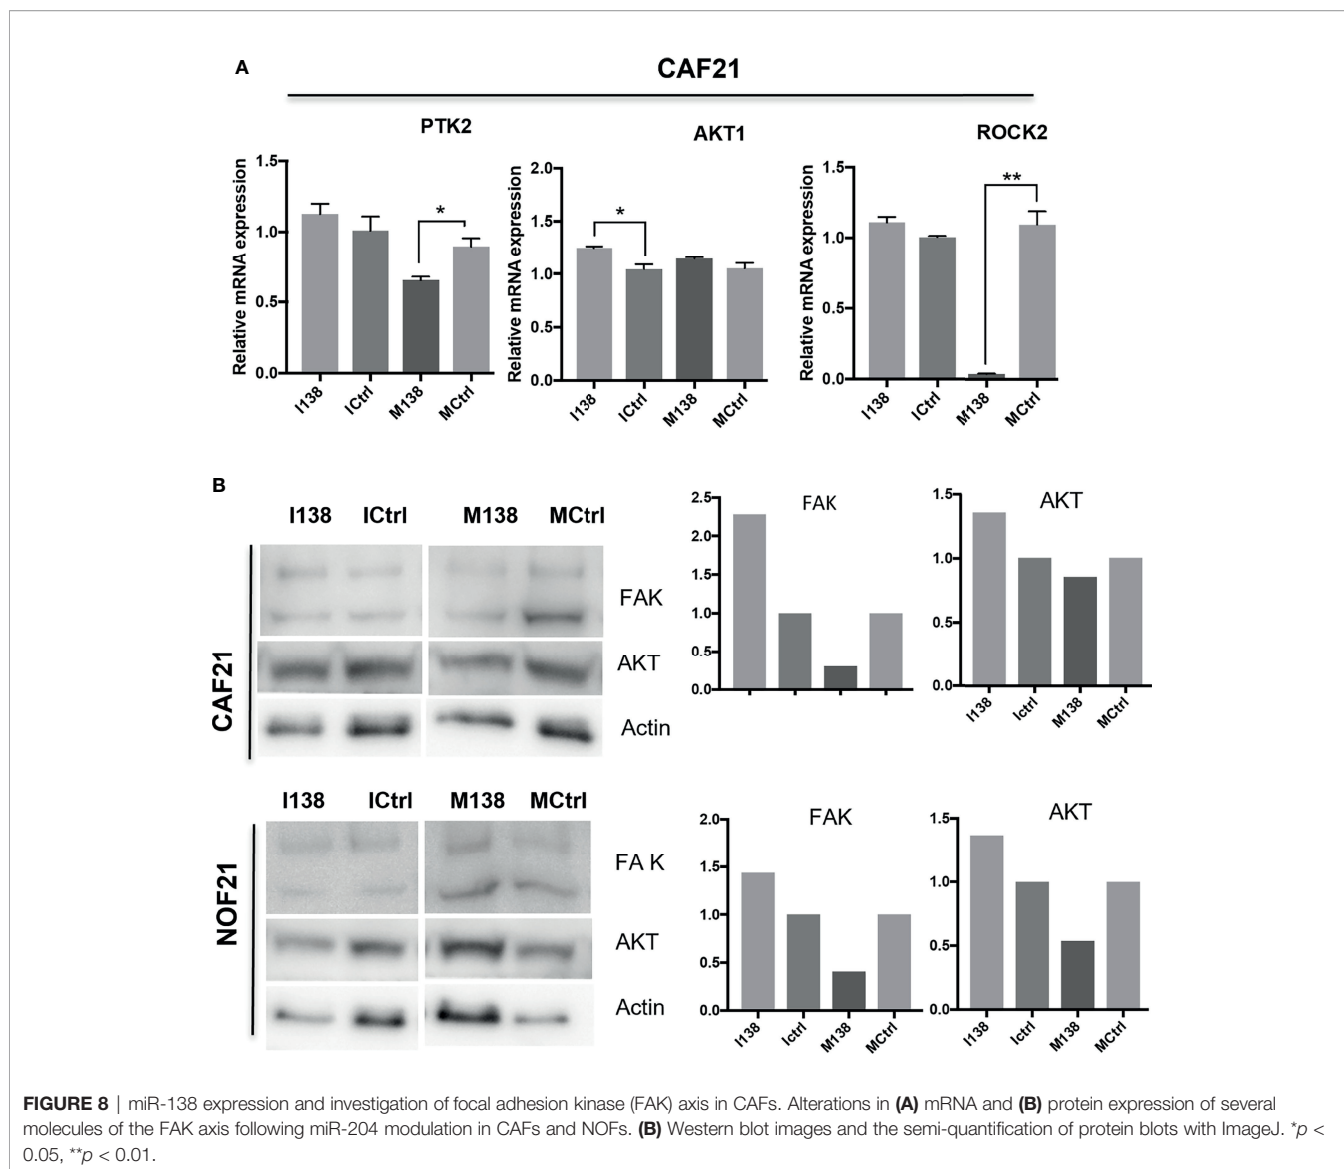 A
CAF21
PTK2
AKT1
ROCK2
Relative mRNA expression
1.5
1.0
0.5
0.0
*
I138
ICtrl
M138
MCtrl
Relative mRNA expression
2.0
1.5
1.0
0.5
0.0
*
I138
ICtrl
M138
MCtrl
Relative mRNA expression
1.5
1.0
0.5
0.0
**
I138
ICtrl
M138
MCtrl
B
I138 ICtrl M138 MCtrl
CAF21
FAK
AKT
Actin
FAK
2.5
2.0
1.5
1.0
0.5
0.0
AKT
1.5
1.0
0.5
0.0
I138
Ictrl
M138
MCtrl
I138 ICtrl M138 MCtrl
NOF21
FA K
AKT
Actin
FAK
2.0
1.5
1.0
0.5
0.0
I138
Ictrl
M138
MCtrl
AKT
1.5
1.0
0.5
0.0
I138
Ictrl
M138
MCtrl
FIGURE 8 | miR-138 expression and investigation of focal adhesion kinase (FAK) axis in CAFs. Alterations in (A) mRNA and (B) protein expression of several
molecules of the FAK axis following miR-204 modulation in CAFs and NOFs. (B) Western blot images and the semi-quantification of protein blots with ImageJ. *p <
0.05, **p < 0.01.